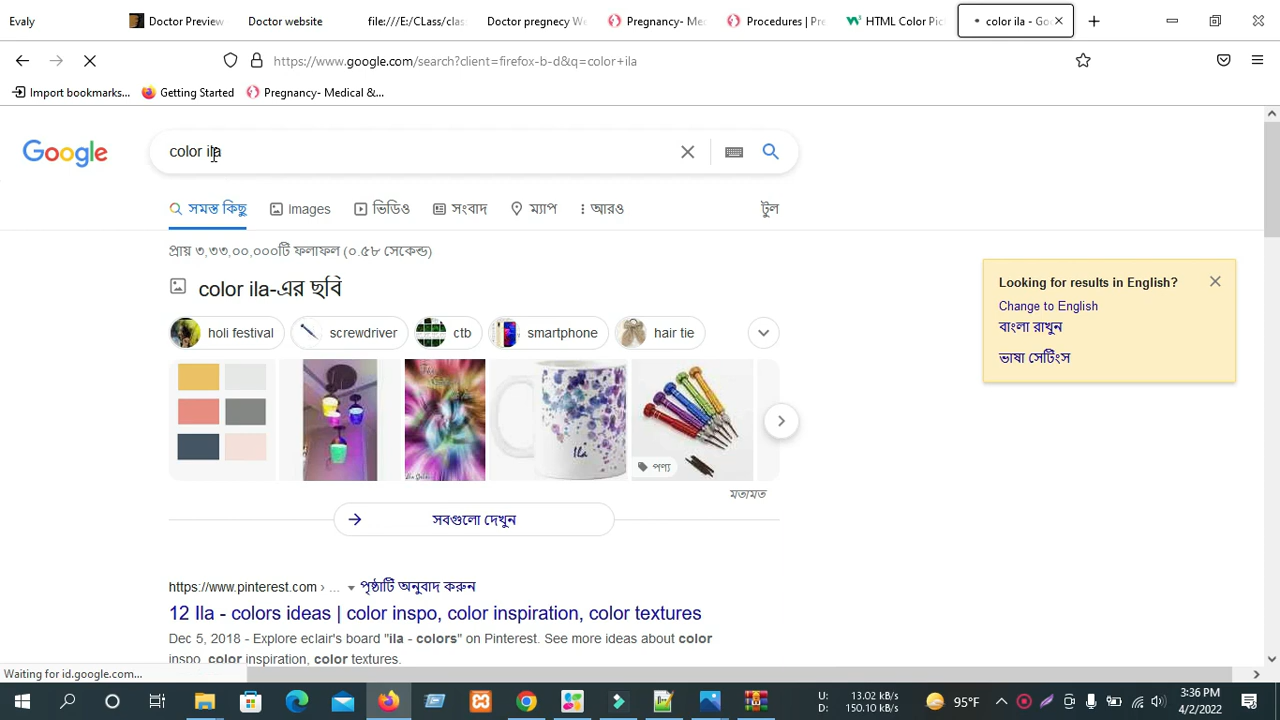 Evaly
Doctor Preview
Doctor website
file:///E:/CLass/clas
Doctor pregnecy We
Pregnancy- Me
Procedures | Pre
HTML Color Pic
color ila - Go
https://www.google.com/search?client=firefox-b-d&q=color+ila
Import bookmarks...
Getting Started
Pregnancy- Medical &...
Google
color ila
সমস্ত কিছু
Images
ভিডিও
সংবাদ
ম্যাপ
আরও
টুল
প্রায় ৩,৩৩,০০,০০০টি ফলাফল (০.৫৮ সেকেন্ড)
color ila-এর ছবি
holi festival
screwdriver
ctb
smartphone
hair tie
Ila
পণ্য
মতামত
সবগুলো দেখুন
Looking for results in English?
Change to English
বাংলা রাখুন
ভাষা সেটিংস
https://www.pinterest.com › ... পৃষ্ঠাটি অনুবাদ করুন
12 Ila - colors ideas | color inspo, color inspiration, color textures
Dec 5, 2018 - Explore eclair's board "ila - colors" on Pinterest. See more ideas about color
inspo, color inspiration, color textures.
Waiting for id.google.com...
U: 13.02 kB/s
D: 150.10 kB/s
95°F
3:36 PM
4/2/2022